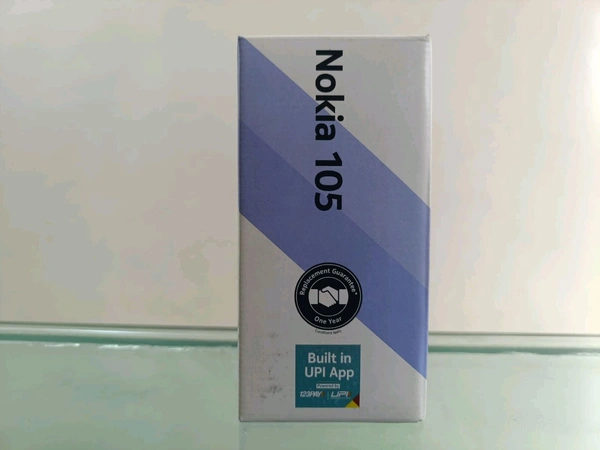 Nokia 105
Replacement Guarantee*
One Year
Built in
UPI App
Powered by
123PAY UPI